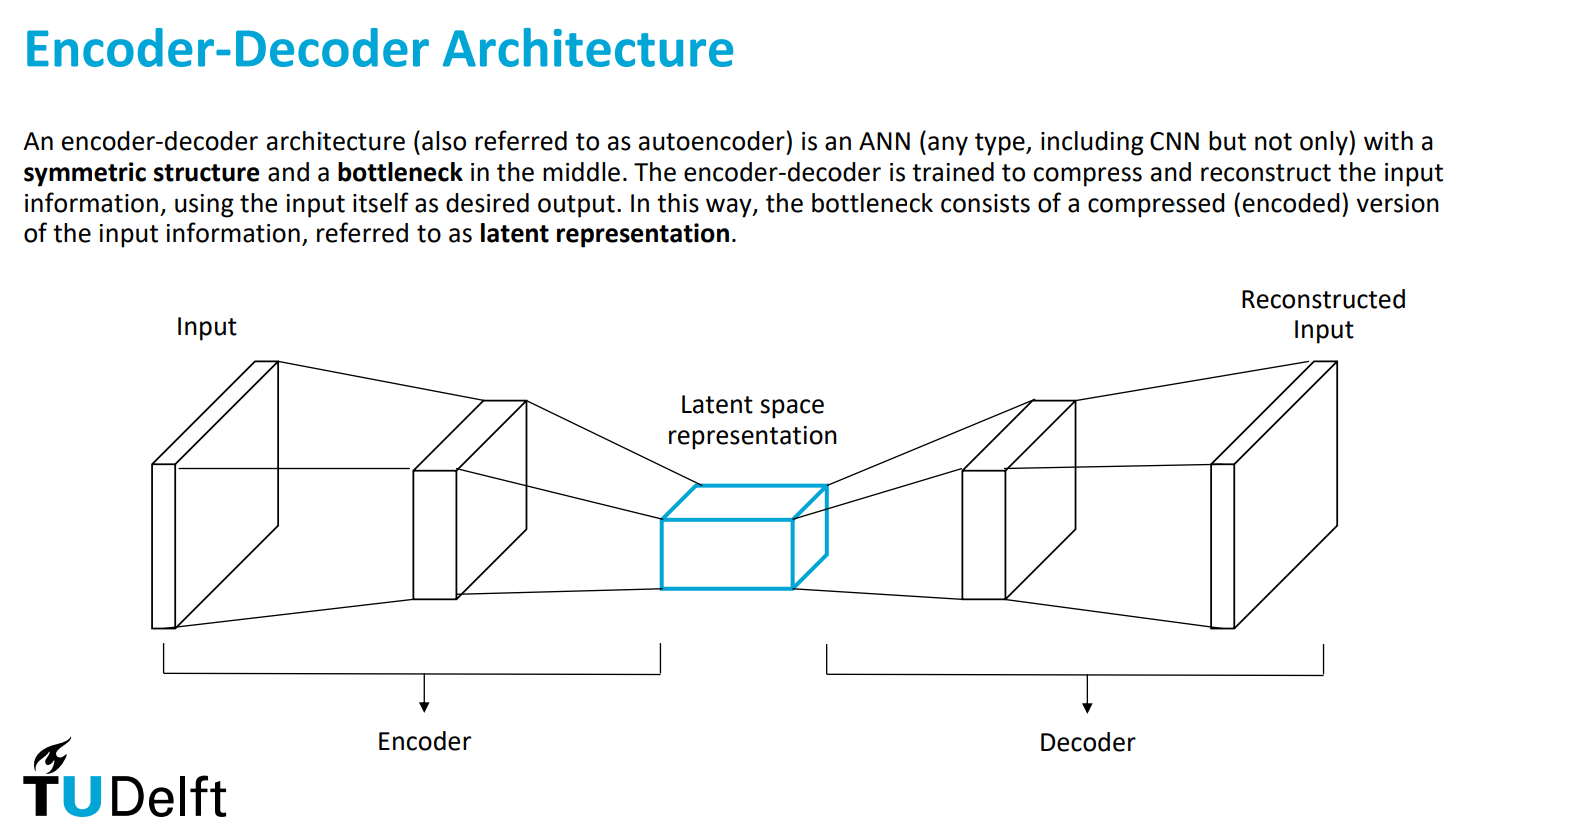 Encoder-Decoder Architecture
An encoder-decoder architecture (also referred to as autoencoder) is an ANN (any type, including CNN but not only) with a
symmetric structure and a bottleneck in the middle. The encoder-decoder is trained to compress and reconstruct the input
information, using the input itself as desired output. In this way, the bottleneck consists of a compressed (encoded) version
of the input information, referred to as latent representation.
Input
Reconstructed
Input
Latent space
representation
Encoder
Decoder
TUDelft